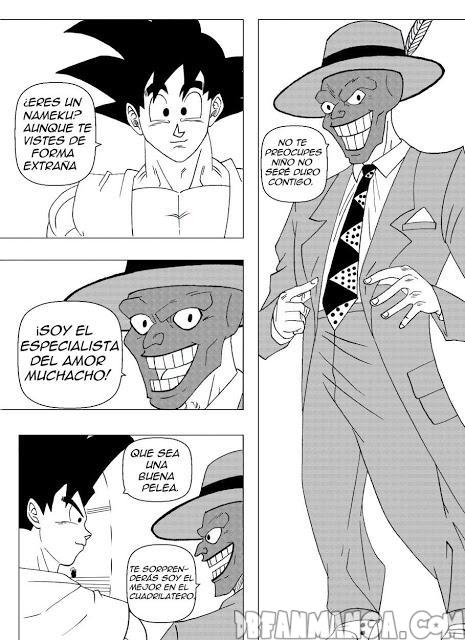 ¿ERES UN
NAMEKU?
AUNQUE TE
VISTES DE
FORMA
EXTRAÑA
¡SOY EL
ESPECIALISTA
DEL AMOR
MUCHACHO!
QUE SEA
UNA
BUENA
PELEA.
TE SORPREN-
DERÁS SOY EL
MEJOR EN EL
CUADRILATERO.
NO TE
PREOCUPES
NIÑO NO
SERÉ DURO
CONTIGO.
DBFANMANGA.COM